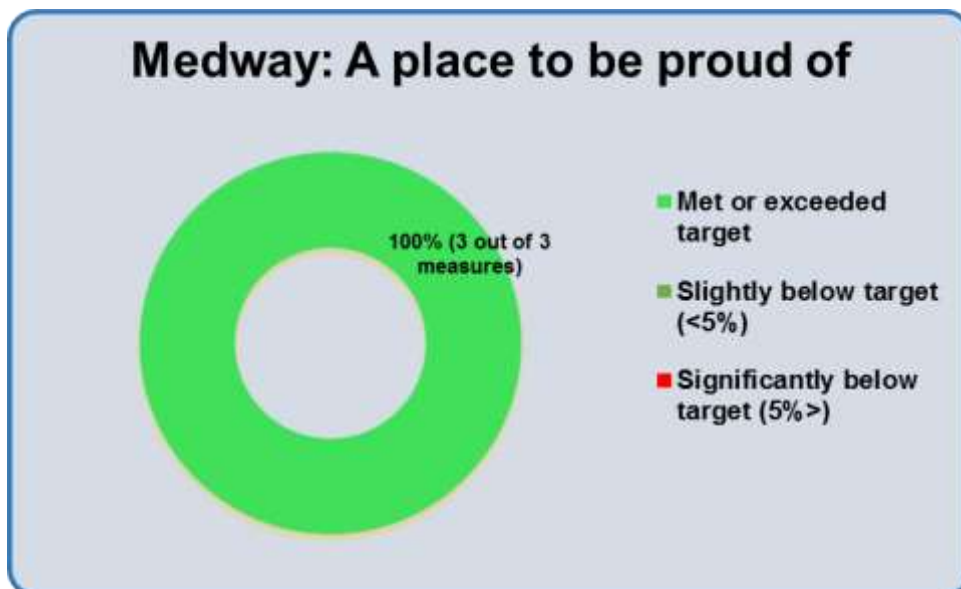 Medway: A place to be proud of
100% (3 out of 3
measures)
Met or exceeded
target
Slightly below target
(<5%)
Significantly below
target (5%>)